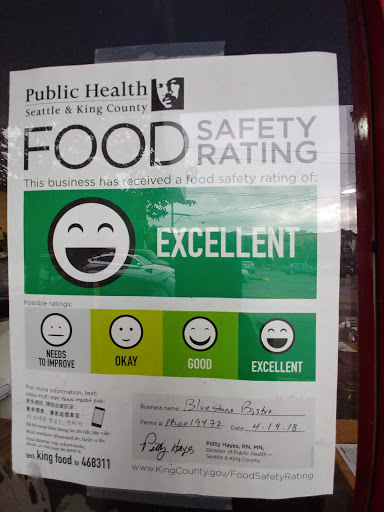 Public Health
Seattle & King County
FOOD SAFETY RATING
This business has received a food safety rating of:
EXCELLENT
Possible ratings:
NEEDS TO IMPROVE
OKAY
GOOD
EXCELLENT
For more information, text:
text king food to 468311
Business name: Bluestone Bistro
Permit #: Date 4.19.18
Patty Hayes
Patty Hayes, RN, MN,
Director of Public Health –
Seattle & King County
www.KingCounty.gov/FoodSafetyRating